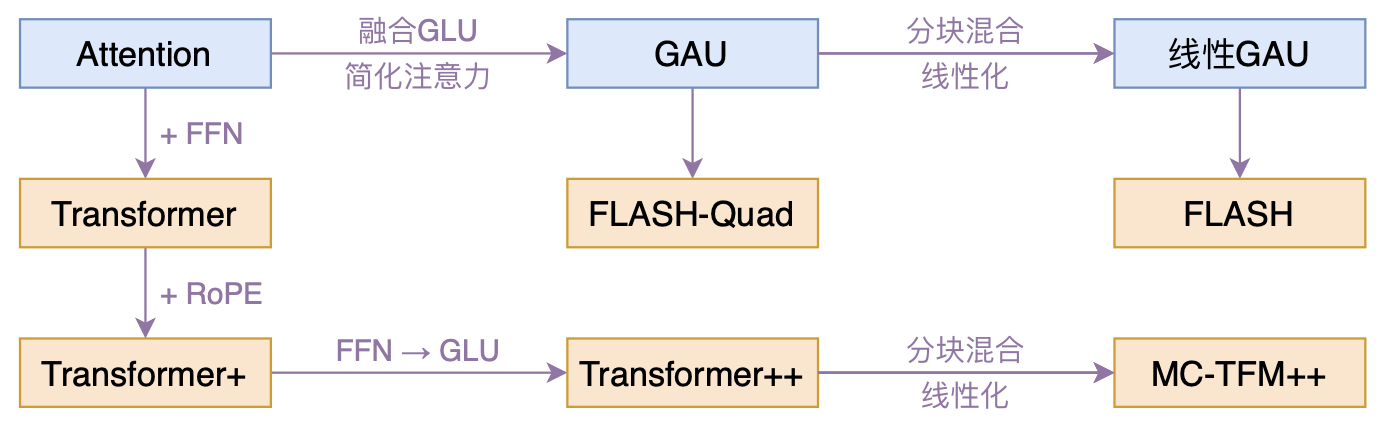 Attention
融合GLU
简化注意力
GAU
分块混合
线性化
线性GAU
+ FFN
Transformer
FLASH-Quad
FLASH
+ RoPE
Transformer+
FFN → GLU
Transformer++
分块混合
线性化
MC-TFM++